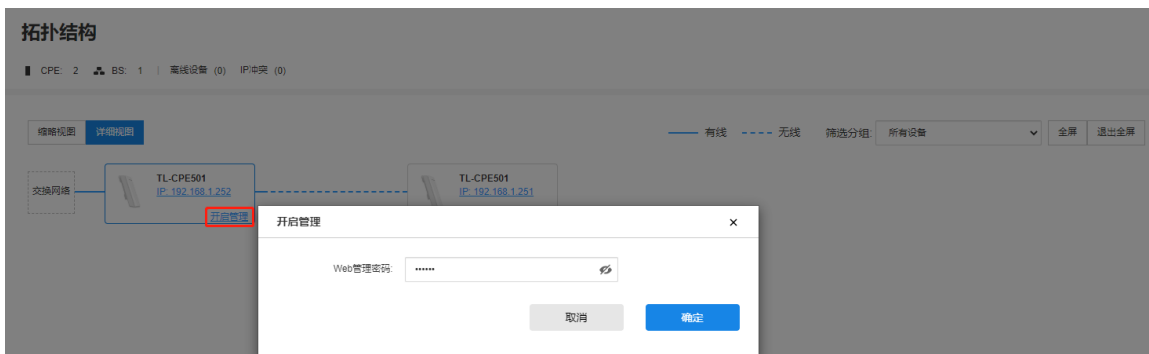 拓扑结构
CPE: 2 BS: 1 | 离线设备 (0) IP冲突 (0)
缩略视图 详细视图 有线 无线 筛选分组: 所有设备 全屏 退出全屏
交换网络
TL-CPE501
IP: 192.168.1.252
开启管理
TL-CPE501
IP: 192.168.1.251
开启管理 ×
Web管理密码: ••••••
取消 确定